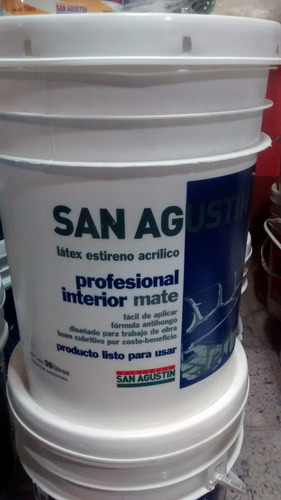 SAN AGUSTIN
SAN AGUSTIN
látex estireno acrílico
profesional
interior mate
fácil de aplicar
fórmula antihongo
diseñado para trabajo de obra
buen cubritivo por costo-beneficio
producto listo para usar
20 litros
SAN AGUSTIN